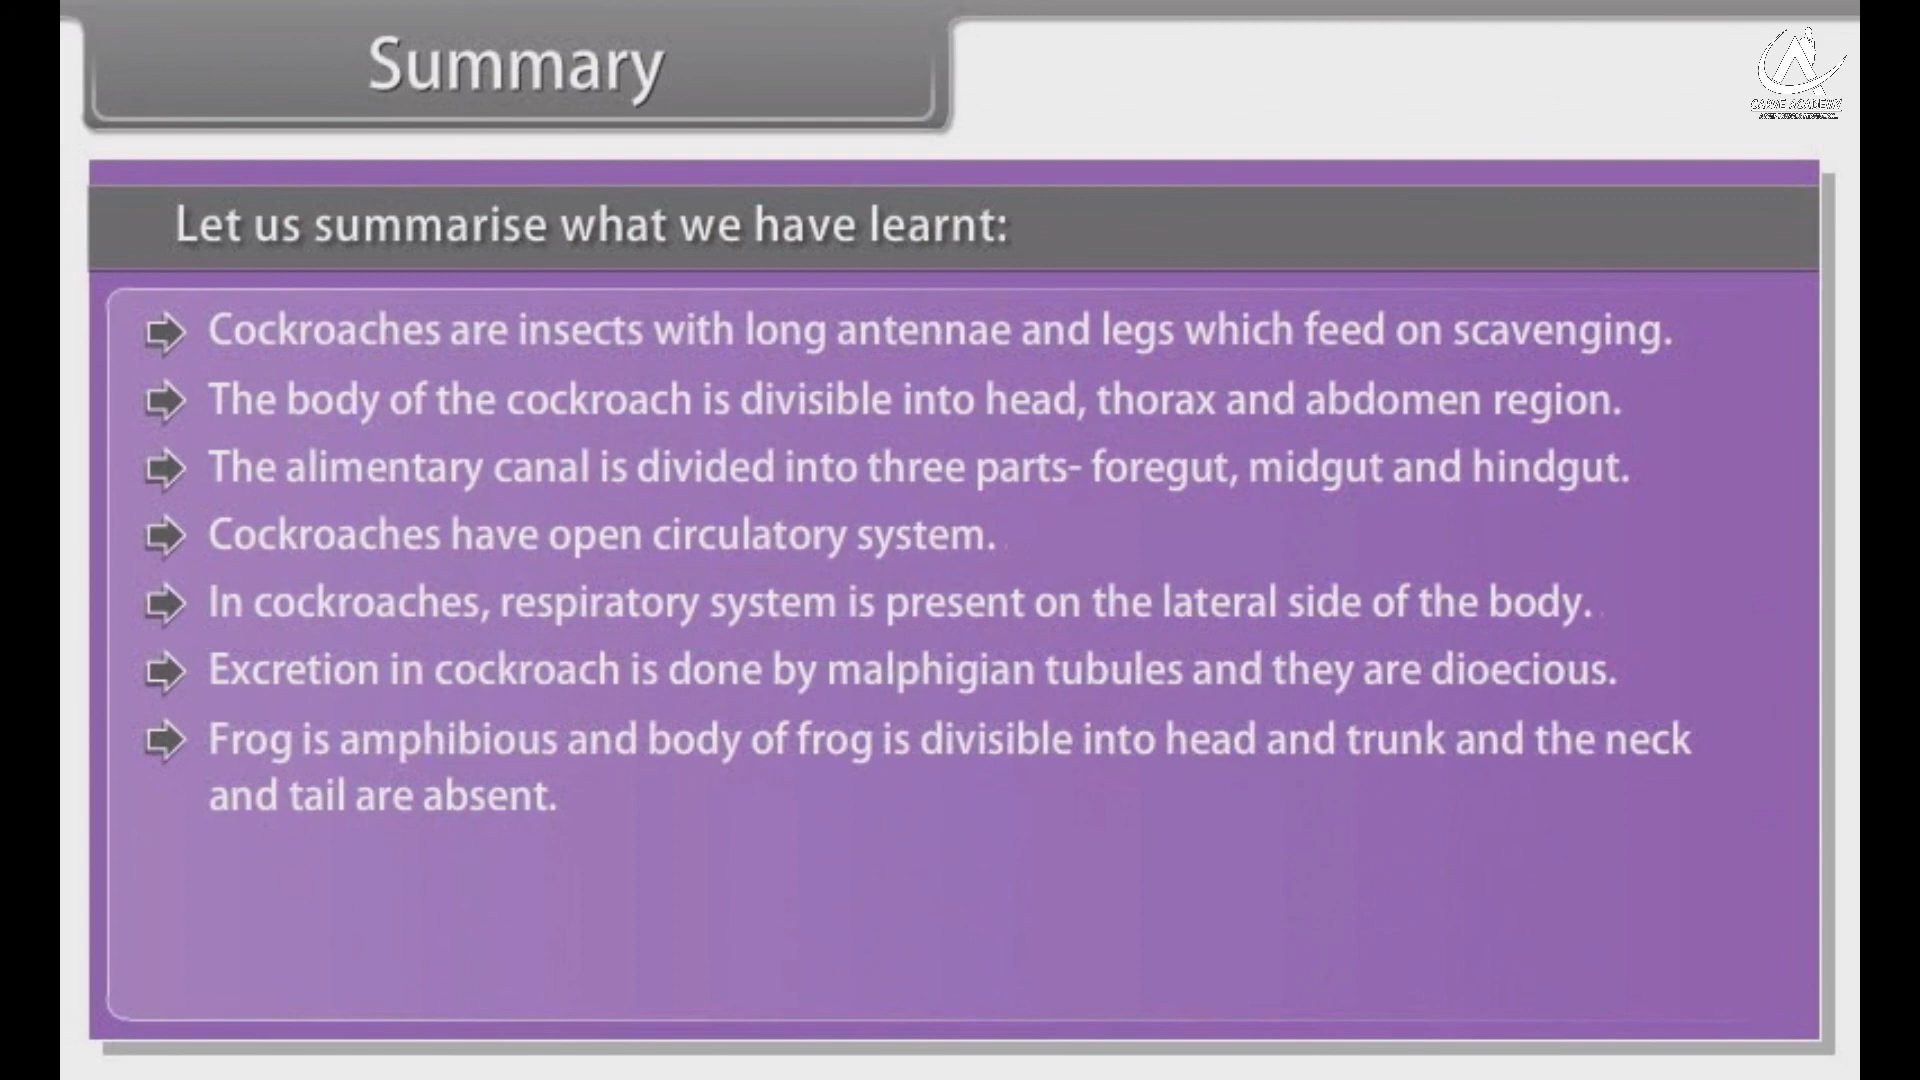 Summary
CARVE ACADEMY
Let us summarise what we have learnt:
Cockroaches are insects with long antennae and legs which feed on scavenging.
The body of the cockroach is divisible into head, thorax and abdomen region.
The alimentary canal is divided into three parts- foregut, midgut and hindgut.
Cockroaches have open circulatory system.
In cockroaches, respiratory system is present on the lateral side of the body.
Excretion in cockroach is done by malphigian tubules and they are dioecious.
Frog is amphibious and body of frog is divisible into head and trunk and the neck
and tail are absent.